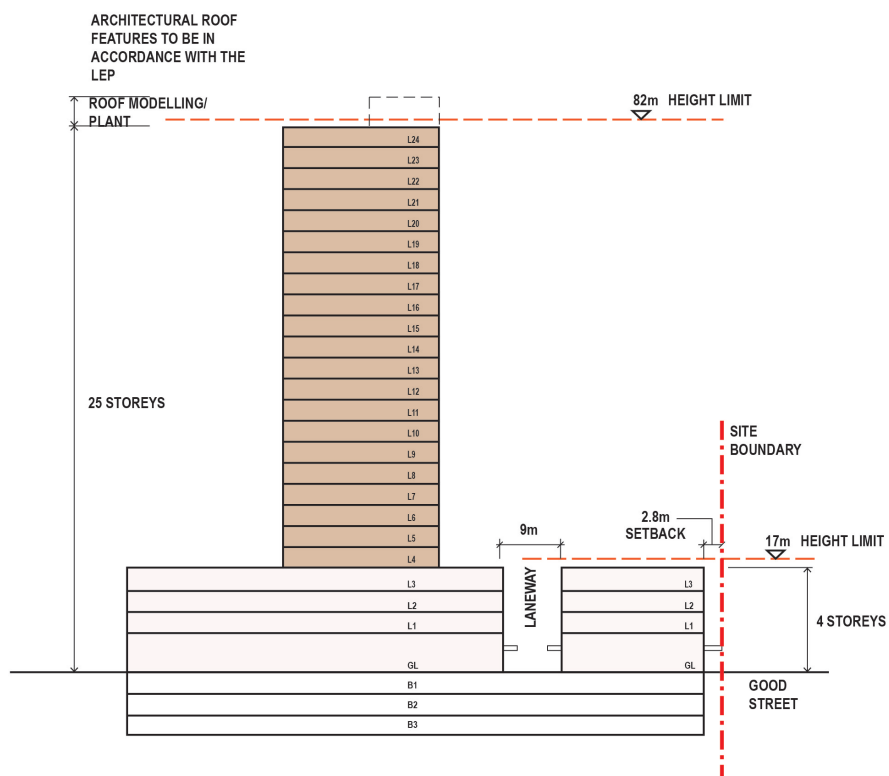 ARCHITECTURAL ROOF
FEATURES TO BE IN
ACCORDANCE WITH THE
LEP
ROOF MODELLING/
PLANT
82m HEIGHT LIMIT
L24
L23
L22
L21
L20
L19
L18
L17
L16
L15
L14
L13
L12
L11
L10
L9
L8
L7
L6
L5
L4
25 STOREYS
SITE
BOUNDARY
2.8m
SETBACK
9m
17m HEIGHT LIMIT
LANEWAY
L3
L2
L1
GL
L3
L2
L1
GL
4 STOREYS
B1
B2
B3
GOOD
STREET